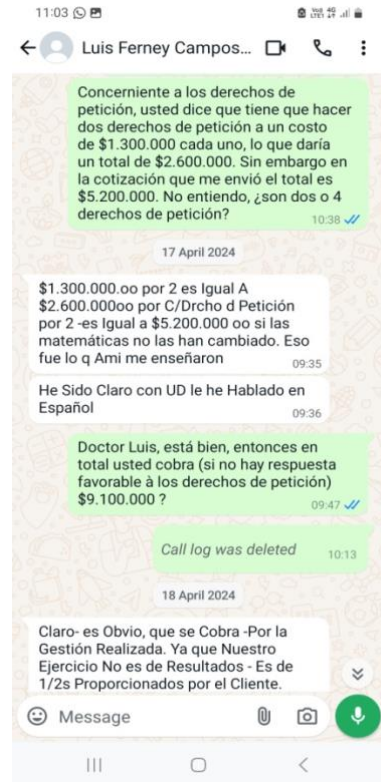 11:03
Vo)) 4G
LTE1
Luis Ferney Campos...
Concerniente a los derechos de
petición, usted dice que tiene que hacer
dos derechos de petición a un costo
de $1.300.000 cada uno, lo que daría
un total de $2.600.000. Sin embargo en
la cotización que me envió el total es
$5.200.000. No entiendo, ¿son dos o 4
derechos de petición?
10:38
17 April 2024
$1.300.000.oo por 2 es Igual A
$2.600.000oo por C/Drcho d Petición
por 2 -es Igual a $5.200.000 oo si las
matemáticas no las han cambiado. Eso
fue lo q Ami me enseñaron
09:35
He Sido Claro con UD le he Hablado en
Español
09:36
Doctor Luis, está bien, entonces en
total usted cobra (si no hay respuesta
favorable à los derechos de petición)
$9.100.000 ?
09:47
Call log was deleted
10:13
18 April 2024
Claro- es Obvio, que se Cobra -Por la
Gestión Realizada. Ya que Nuestro
Ejercicio No es de Resultados - Es de
1/2s Proporcionados por el Cliente.
Message